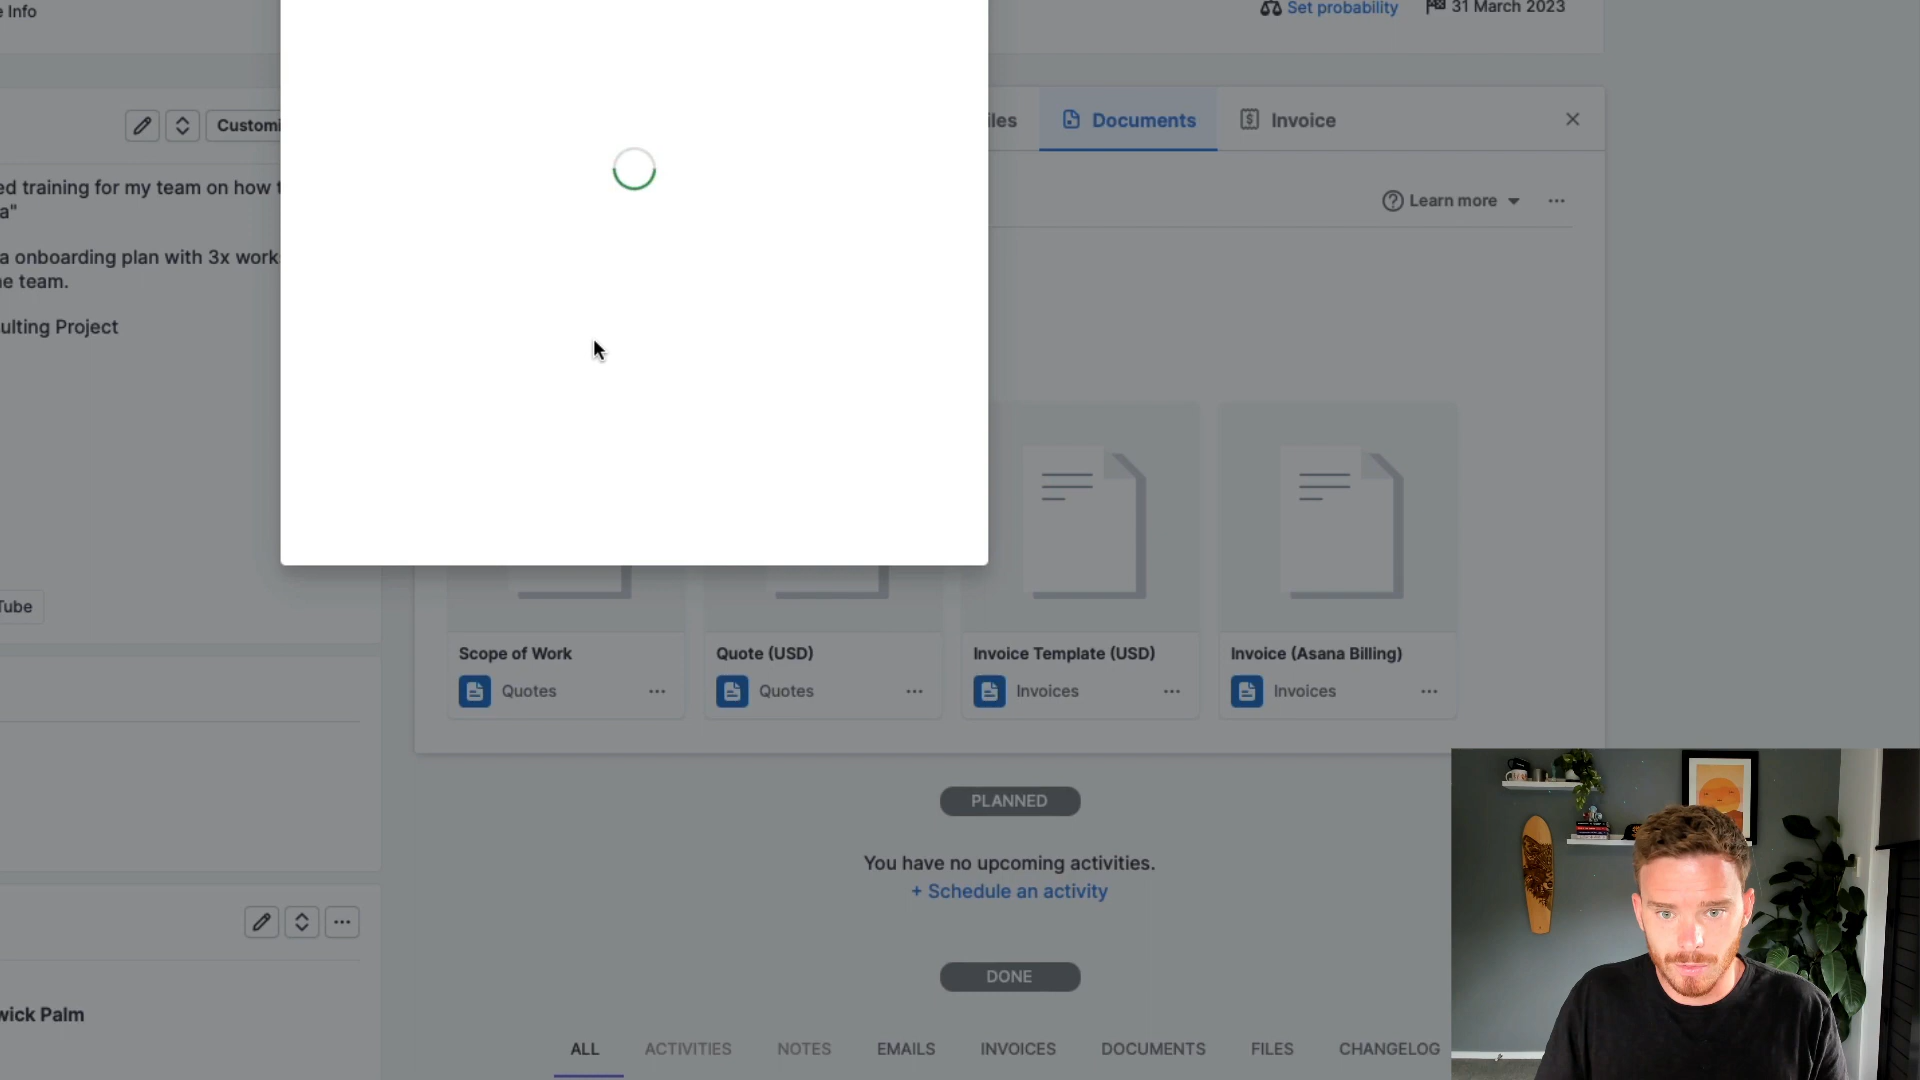 e Info
Set probability
31 March 2023
Customi
iles
Documents
Invoice
ed training for my team on how t
a"
Learn more
a onboarding plan with 3x work
e team.
ulting Project
Tube
Scope of Work
Quote (USD)
Invoice Template (USD)
Invoice (Asana Billing)
Quotes
Quotes
Invoices
Invoices
PLANNED
You have no upcoming activities.
+ Schedule an activity
DONE
wick Palm
ALL
ACTIVITIES
NOTES
EMAILS
INVOICES
DOCUMENTS
FILES
CHANGELOG